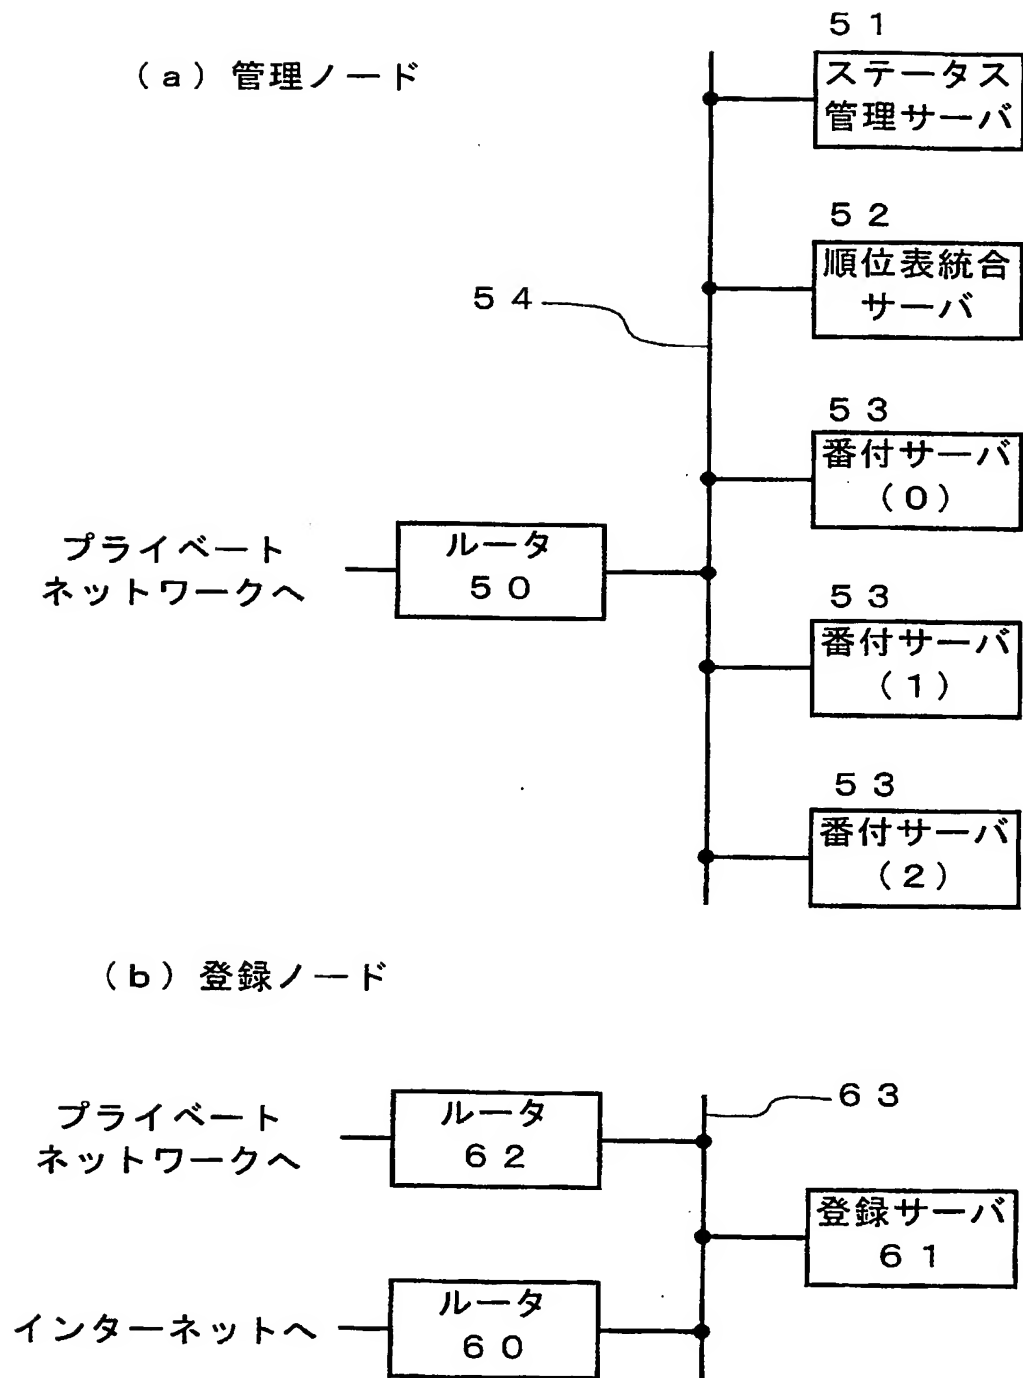 (a) 管理ノード
51
ステータス
管理サーバ
52
順位表統合
サーバ
54
53
番付サーバ
(0)
プライベート
ネットワークへ
ルータ
50
53
番付サーバ
(1)
53
番付サーバ
(2)
(b) 登録ノード
63
プライベート
ネットワークへ
ルータ
62
登録サーバ
61
インターネットへ
ルータ
60